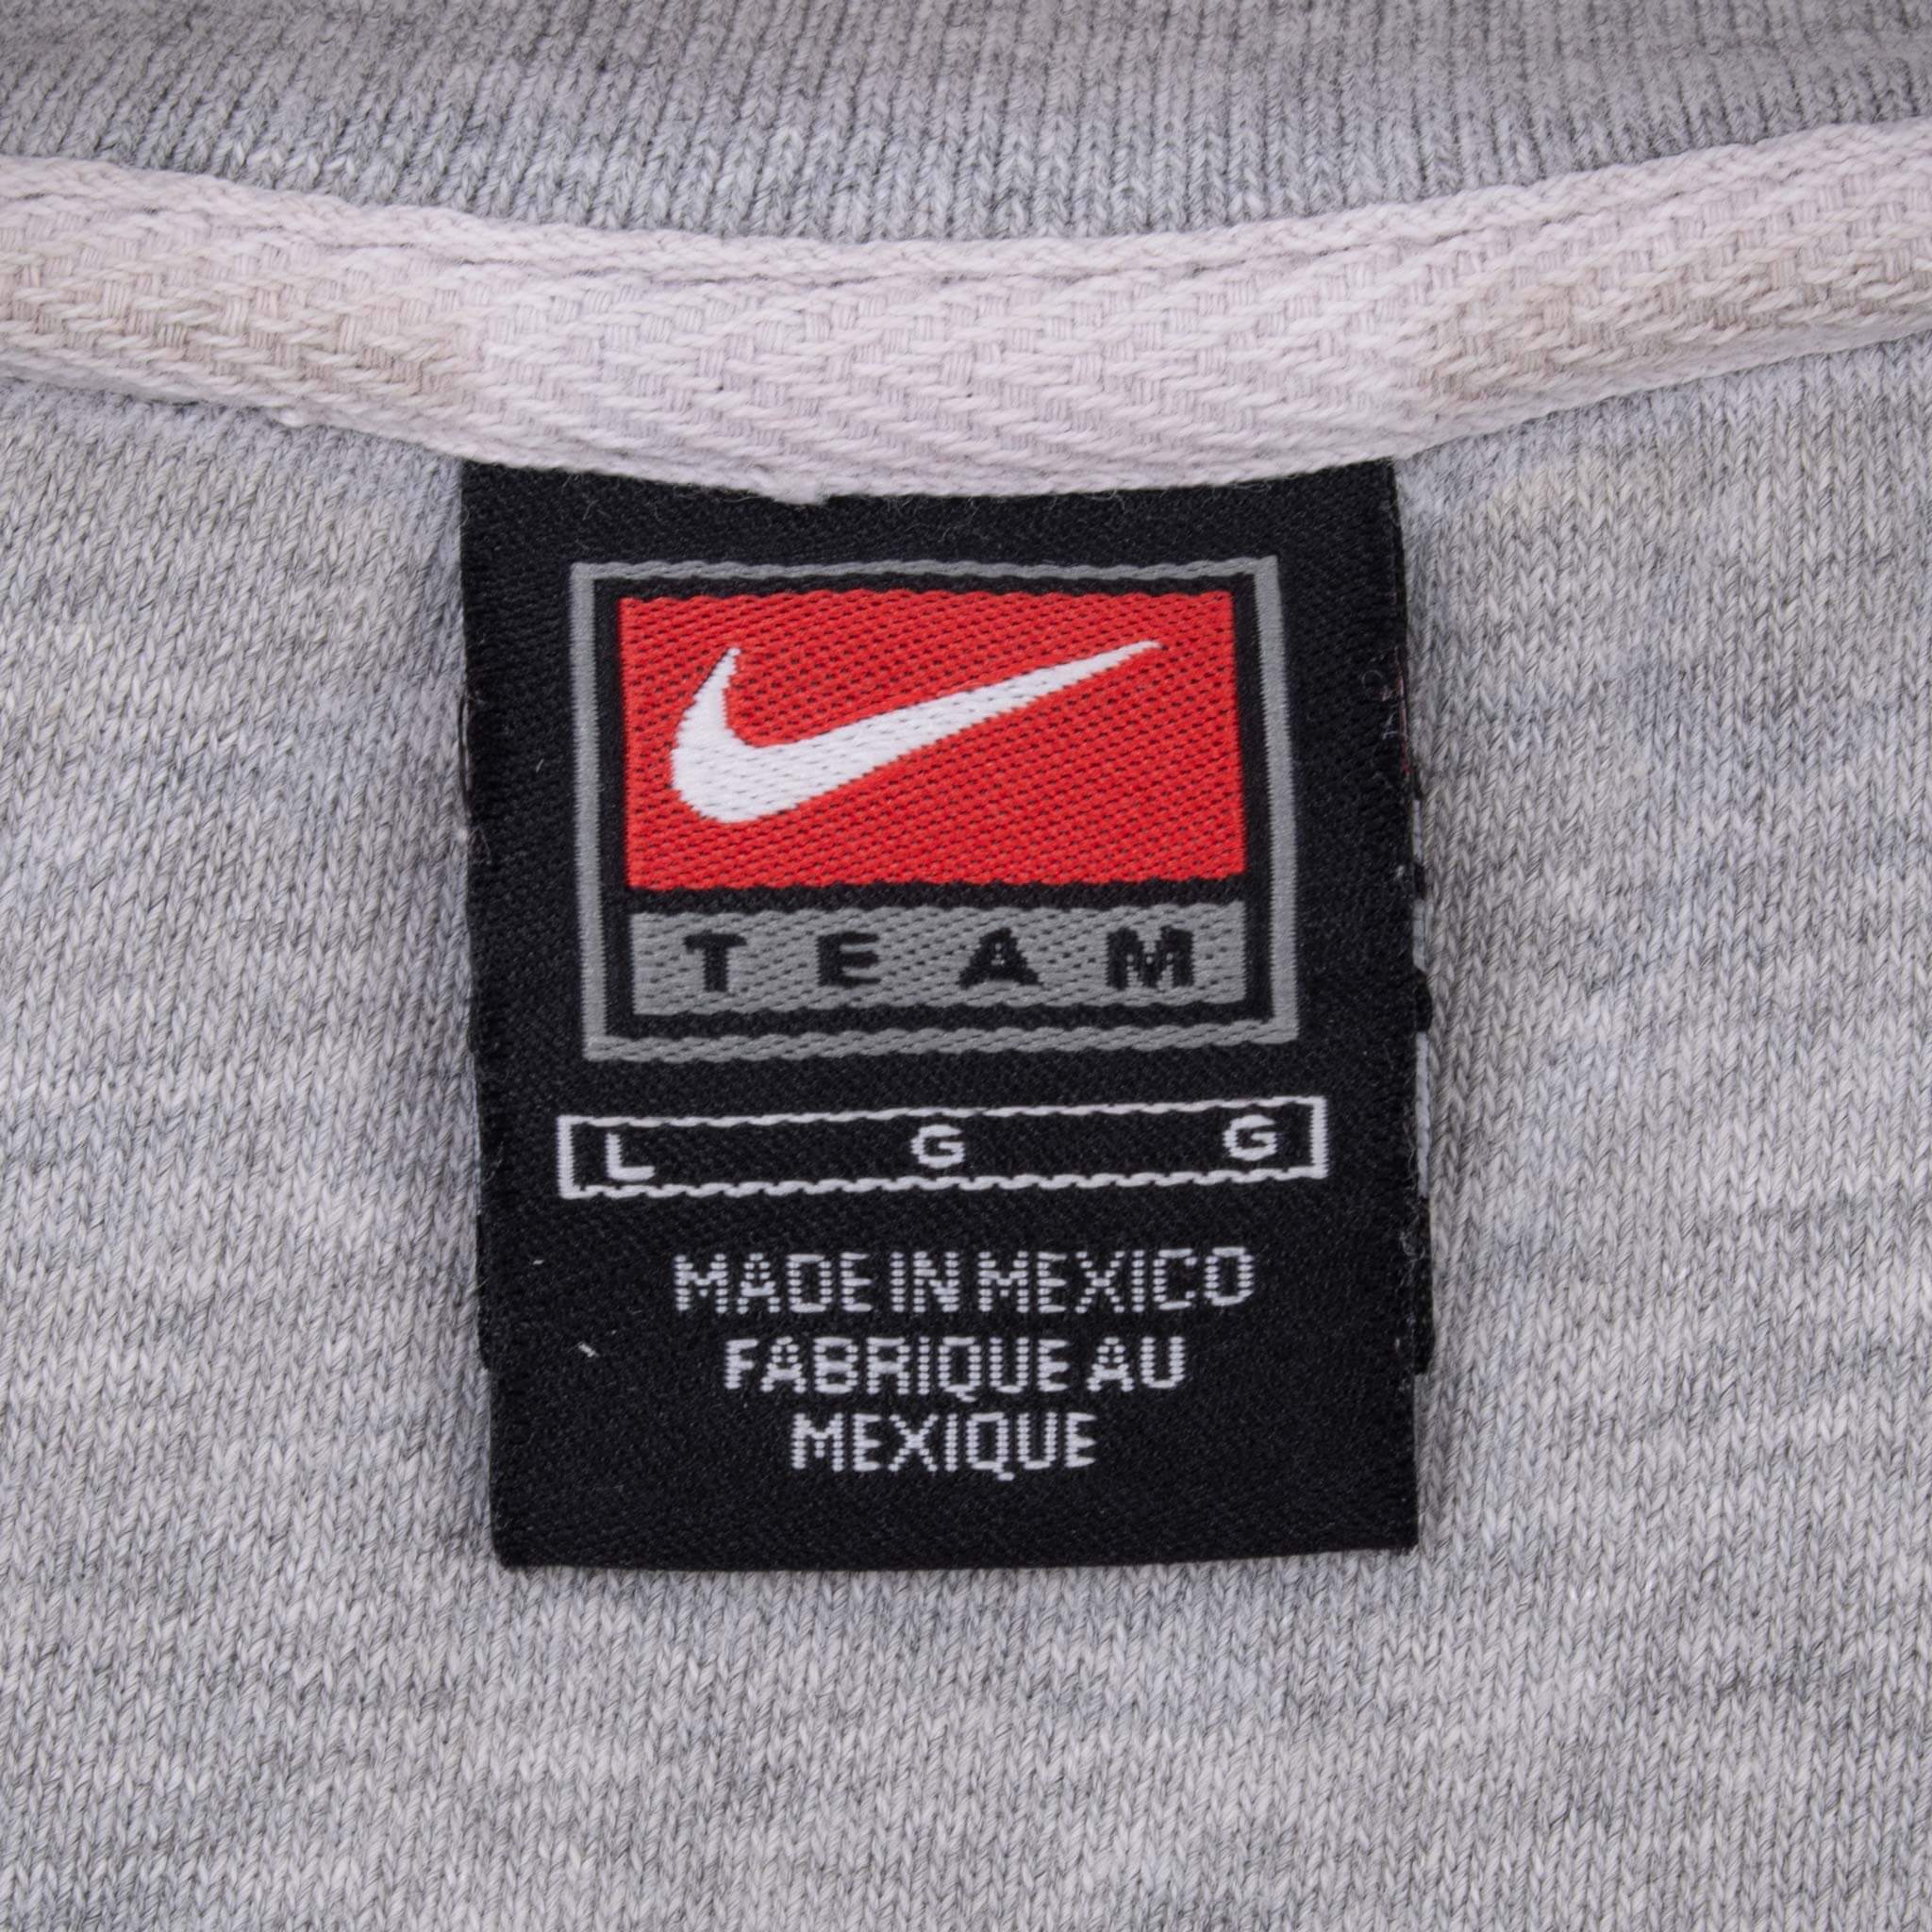 TEAM
L G G
MADE IN MEXICO
FABRIQUE AU
MEXIQUE